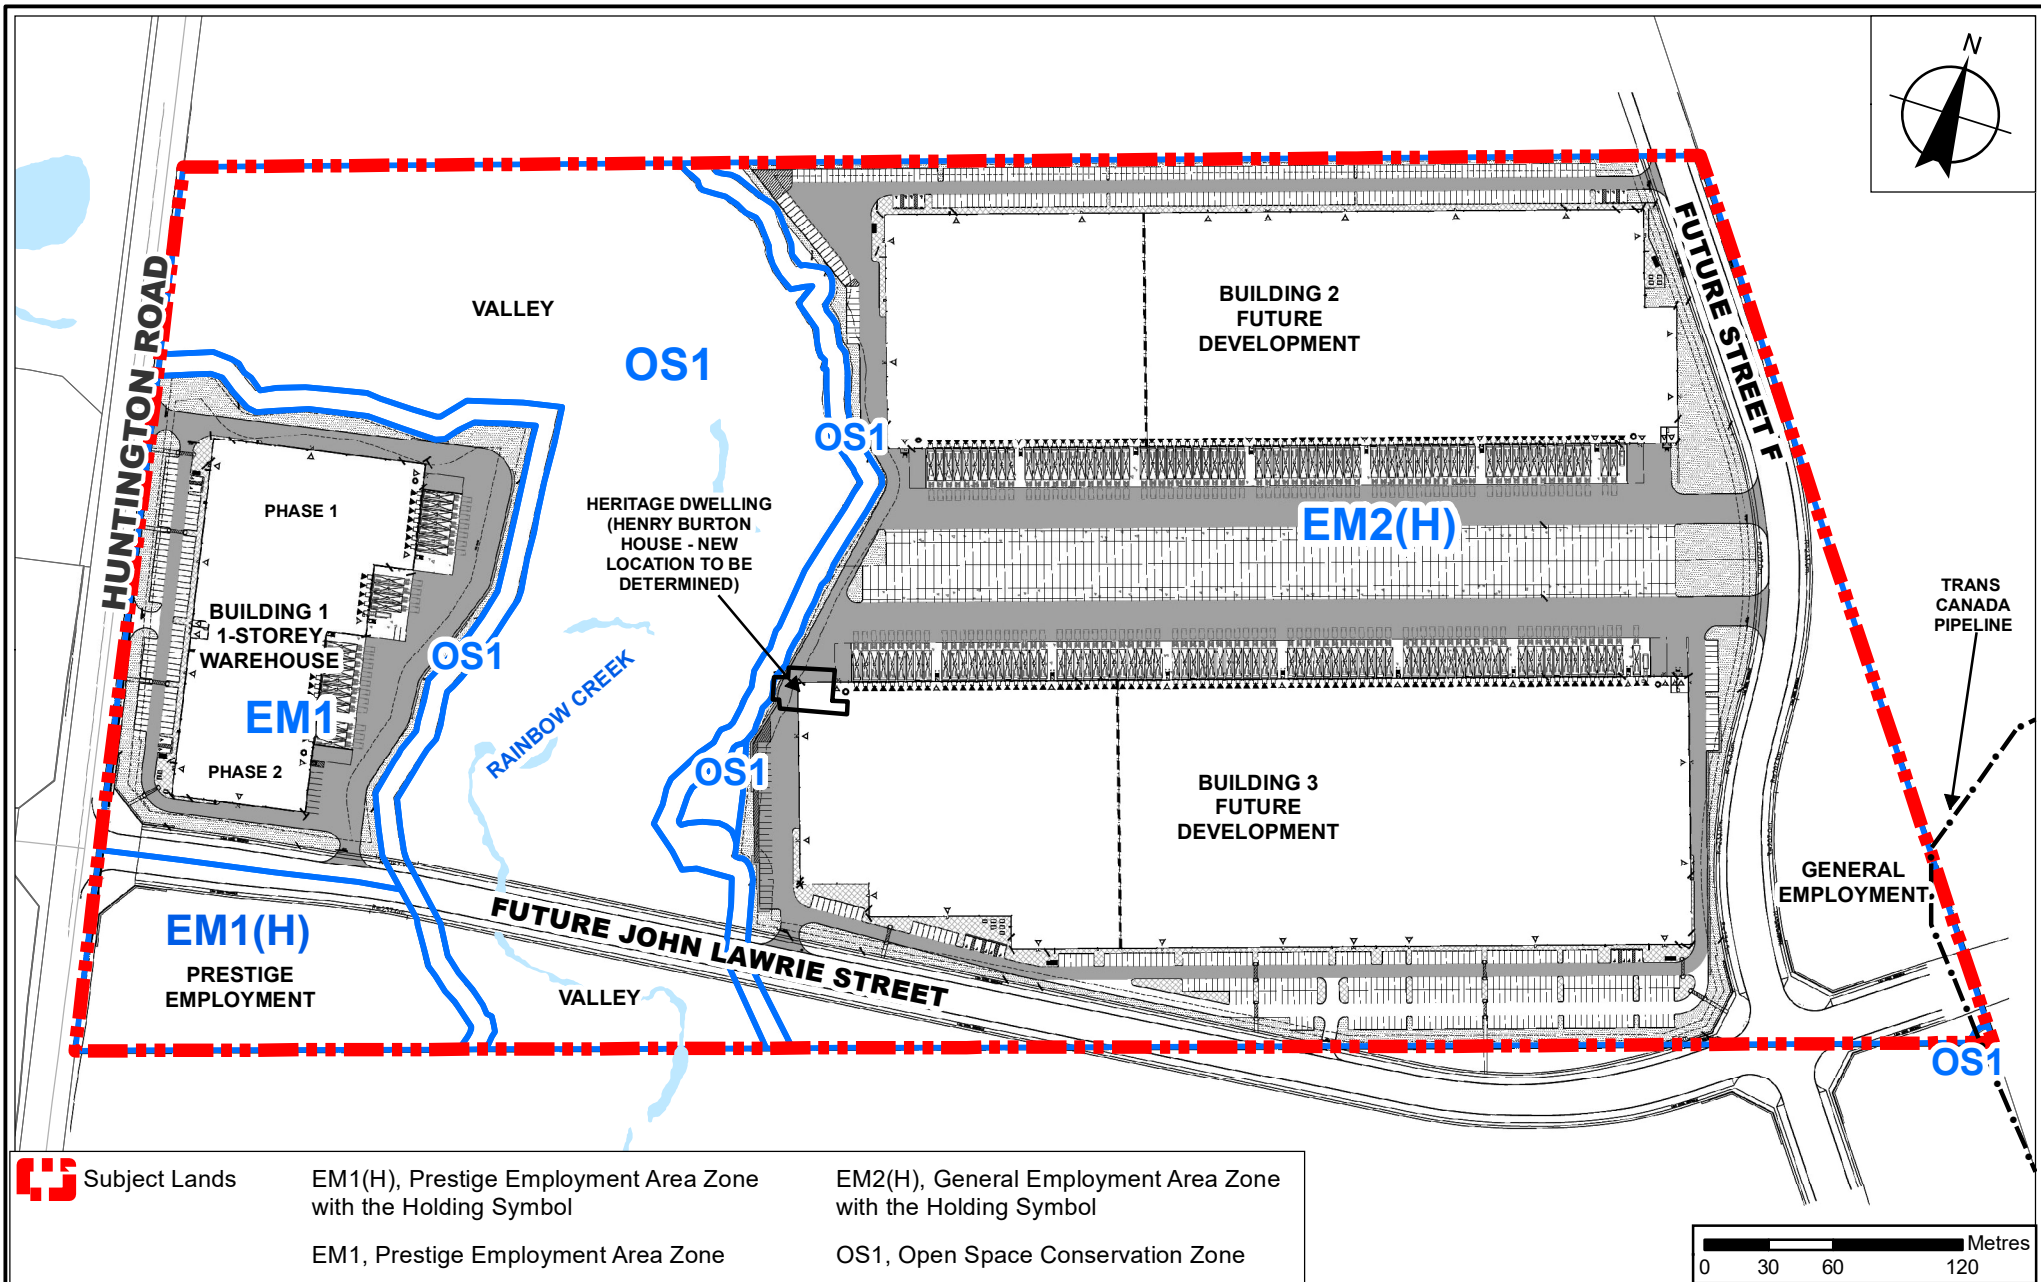 N
HUNTINGTON ROAD
VALLEY
OS1
OS1
BUILDING 2
FUTURE
DEVELOPMENT
FUTURE STREET F
PHASE 1
HERITAGE DWELLING
(HENRY BURTON
HOUSE - NEW
LOCATION TO BE
DETERMINED)
EM2(H)
TRANS
CANADA
PIPELINE
BUILDING 1
1-STOREY
WAREHOUSE
OS1
RAINBOW CREEK
EM1
PHASE 2
OS1
BUILDING 3
FUTURE
DEVELOPMENT
GENERAL
EMPLOYMENT
EM1(H)
PRESTIGE
EMPLOYMENT
FUTURE JOHN LAWRIE STREET
VALLEY
OS1
Subject Lands
EM1(H), Prestige Employment Area Zone
with the Holding Symbol
EM1, Prestige Employment Area Zone
EM2(H), General Employment Area Zone
with the Holding Symbol
OS1, Open Space Conservation Zone
Metres
0 30 60 120